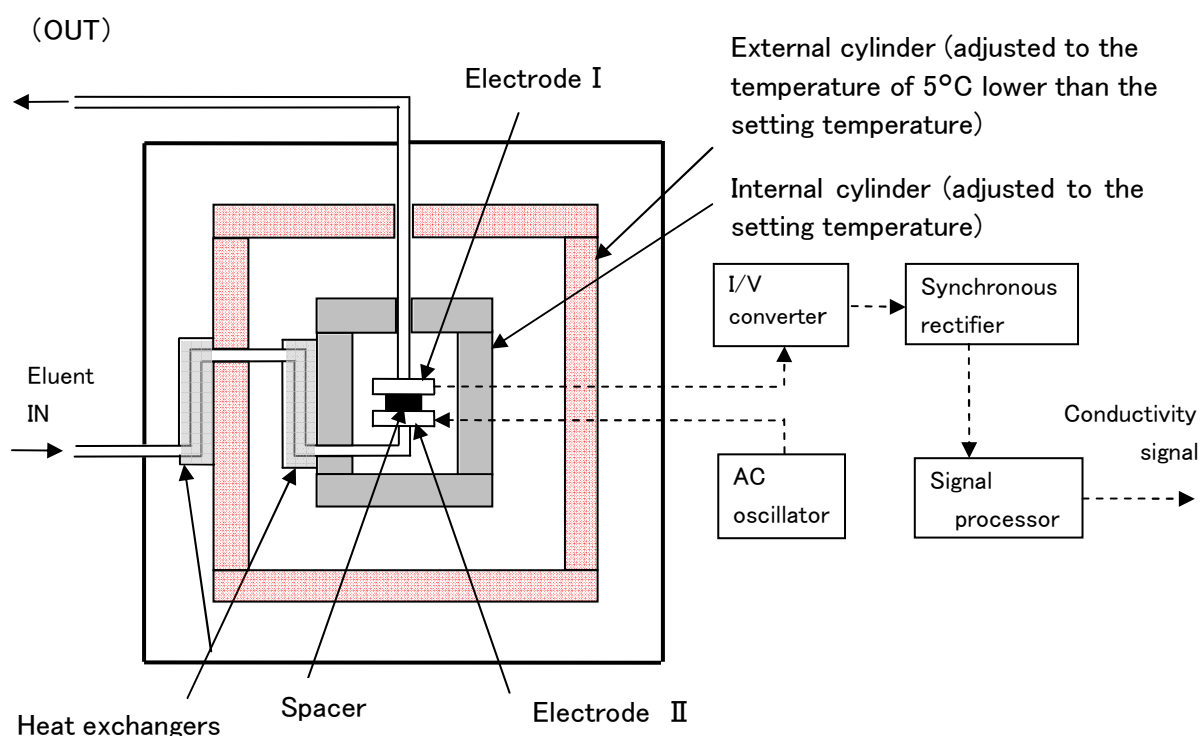 (OUT)
Electrode Ⅰ
External cylinder (adjusted to the
temperature of 5°C lower than the
setting temperature)
Internal cylinder (adjusted to the
setting temperature)
I/V
converter
Synchronous
rectifier
Eluent
IN
Conductivity
signal
AC
oscillator
Signal
processor
Heat exchangers
Spacer
Electrode Ⅱ